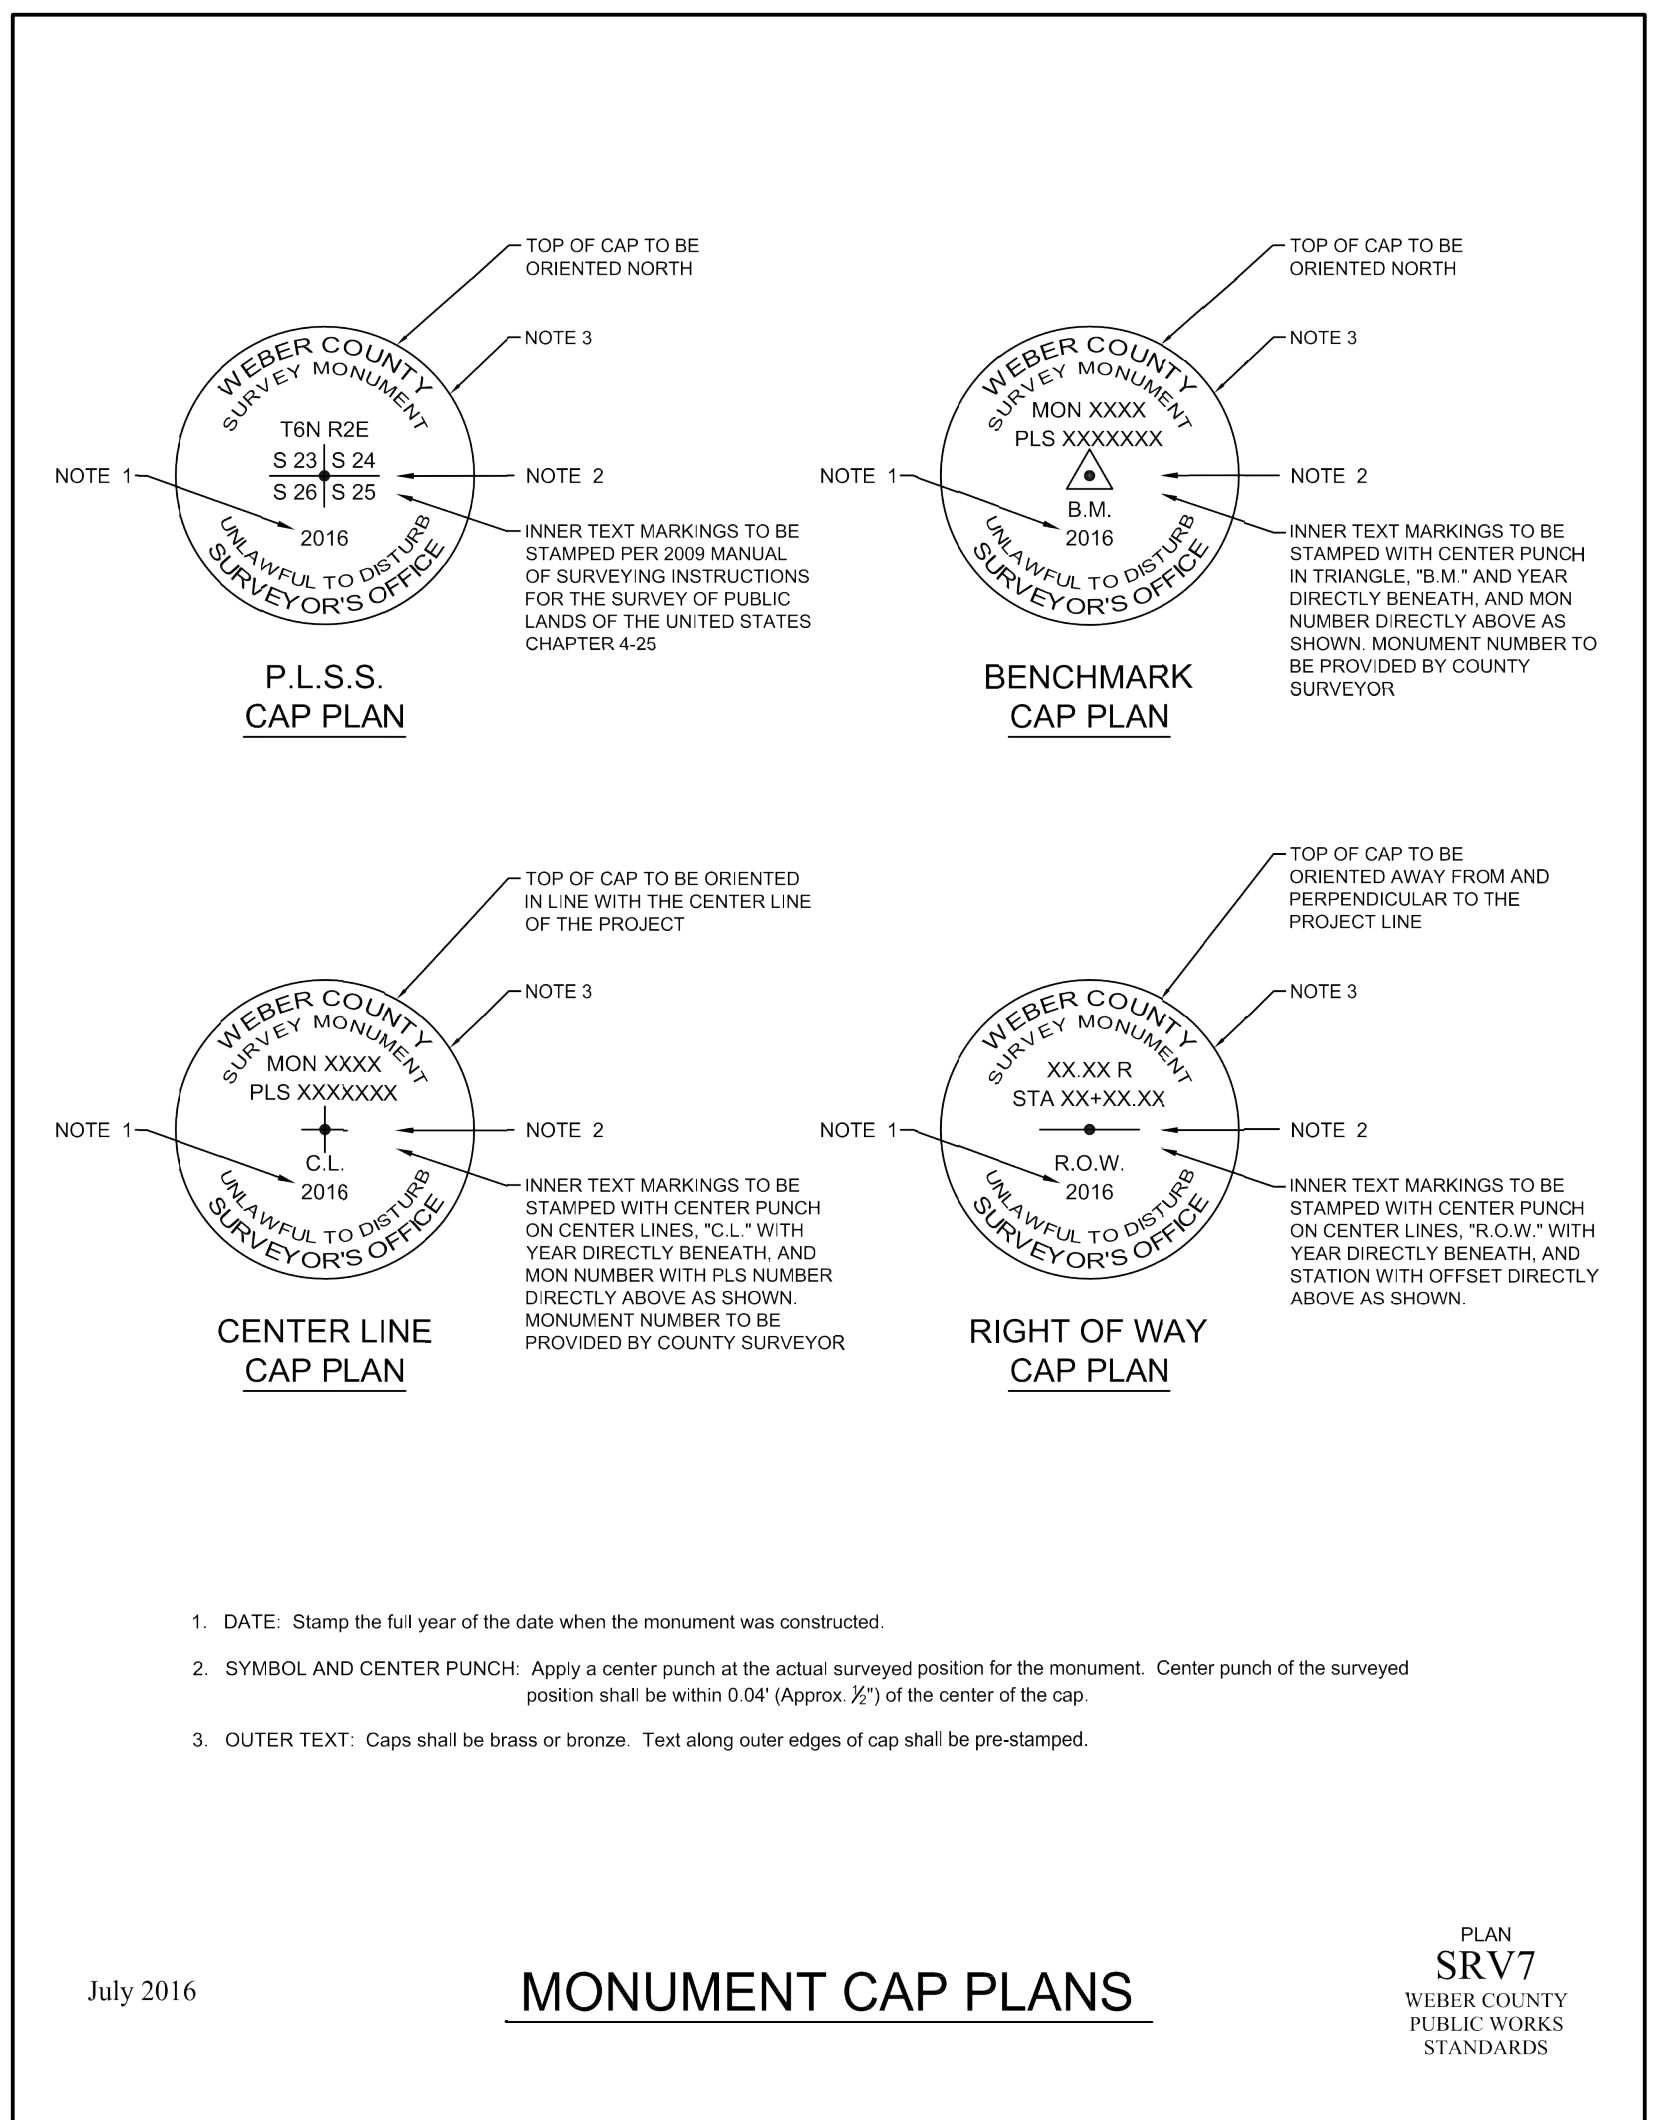 TOP OF CAP TO BE
ORIENTED NORTH
NOTE 3
WEBER COUNTY
SURVEY MONUMENT
T6N R2E
S 23 S 24
S 26 S 25
NOTE 1
NOTE 2
2016
UNLAWFUL TO DISTURB
SURVEYOR'S OFFICE
INNER TEXT MARKINGS TO BE
STAMPED PER 2009 MANUAL
OF SURVEYING INSTRUCTIONS
FOR THE SURVEY OF PUBLIC
LANDS OF THE UNITED STATES
CHAPTER 4-25
P.L.S.S.
CAP PLAN
TOP OF CAP TO BE
ORIENTED NORTH
NOTE 3
WEBER COUNTY
SURVEY MONUMENT
MON XXXX
PLS XXXXXXX
NOTE 1
NOTE 2
B.M.
2016
UNLAWFUL TO DISTURB
SURVEYOR'S OFFICE
INNER TEXT MARKINGS TO BE
STAMPED WITH CENTER PUNCH
IN TRIANGLE, "B.M." AND YEAR
DIRECTLY BENEATH, AND MON
NUMBER DIRECTLY ABOVE AS
SHOWN. MONUMENT NUMBER TO
BE PROVIDED BY COUNTY
SURVEYOR
BENCHMARK
CAP PLAN
TOP OF CAP TO BE ORIENTED
IN LINE WITH THE CENTER LINE
OF THE PROJECT
NOTE 3
WEBER COUNTY
SURVEY MONUMENT
MON XXXX
PLS XXXXXXX
NOTE 1
NOTE 2
C.L.
2016
UNLAWFUL TO DISTURB
SURVEYOR'S OFFICE
INNER TEXT MARKINGS TO BE
STAMPED WITH CENTER PUNCH
ON CENTER LINES, "C.L." WITH
YEAR DIRECTLY BENEATH, AND
MON NUMBER WITH PLS NUMBER
DIRECTLY ABOVE AS SHOWN.
MONUMENT NUMBER TO BE
PROVIDED BY COUNTY SURVEYOR
CENTER LINE
CAP PLAN
TOP OF CAP TO BE
ORIENTED AWAY FROM AND
PERPENDICULAR TO THE
PROJECT LINE
NOTE 3
WEBER COUNTY
SURVEY MONUMENT
XX.XX R
STA XX+XX.XX
NOTE 1
NOTE 2
R.O.W.
2016
UNLAWFUL TO DISTURB
SURVEYOR'S OFFICE
INNER TEXT MARKINGS TO BE
STAMPED WITH CENTER PUNCH
ON CENTER LINES, "R.O.W." WITH
YEAR DIRECTLY BENEATH, AND
STATION WITH OFFSET DIRECTLY
ABOVE AS SHOWN.
RIGHT OF WAY
CAP PLAN
1. DATE: Stamp the full year of the date when the monument was constructed.
2. SYMBOL AND CENTER PUNCH: Apply a center punch at the actual surveyed position for the monument. Center punch of the surveyed
position shall be within 0.04' (Approx. ½") of the center of the cap.
3. OUTER TEXT: Caps shall be brass or bronze. Text along outer edges of cap shall be pre-stamped.
July 2016
MONUMENT CAP PLANS
PLAN
SRV7
WEBER COUNTY
PUBLIC WORKS
STANDARDS